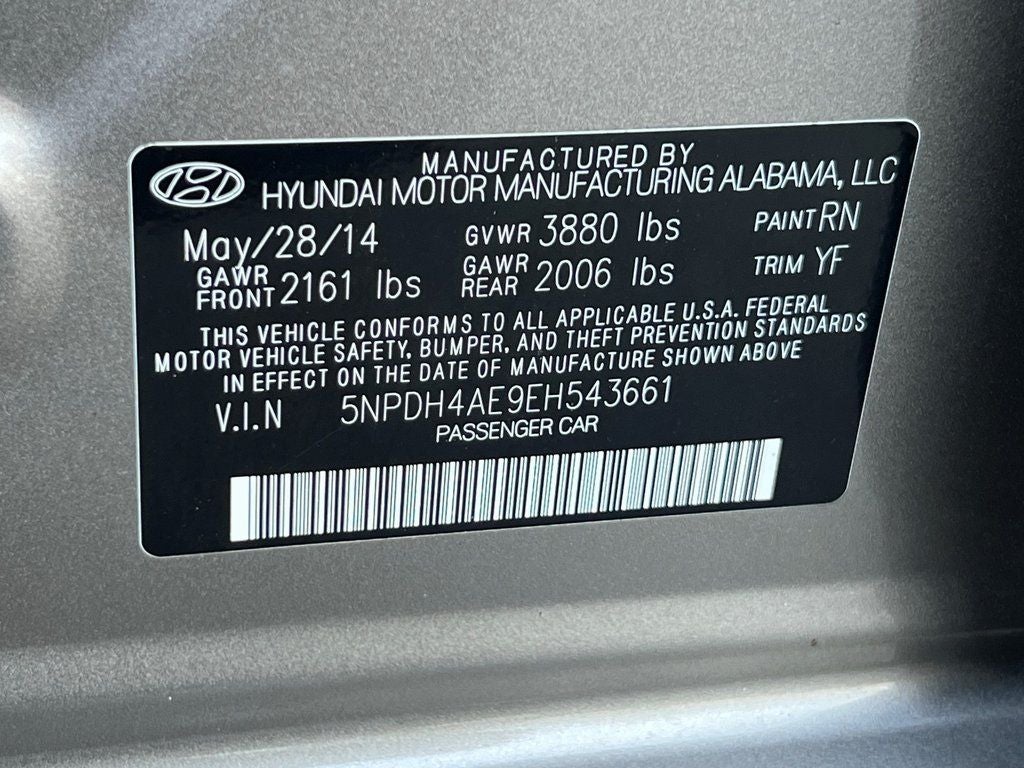 MANUFACTURED BY
HYUNDAI MOTOR MANUFACTURING ALABAMA, LLC
May/28/14 GVWR 3880 lbs PAINT RN
GAWR FRONT 2161 lbs GAWR REAR 2006 lbs TRIM YF
THIS VEHICLE CONFORMS TO ALL APPLICABLE U.S.A. FEDERAL
MOTOR VEHICLE SAFETY, BUMPER, AND THEFT PREVENTION STANDARDS
IN EFFECT ON THE DATE OF MANUFACTURE SHOWN ABOVE
V.I.N 5NPDH4AE9EH543661
PASSENGER CAR